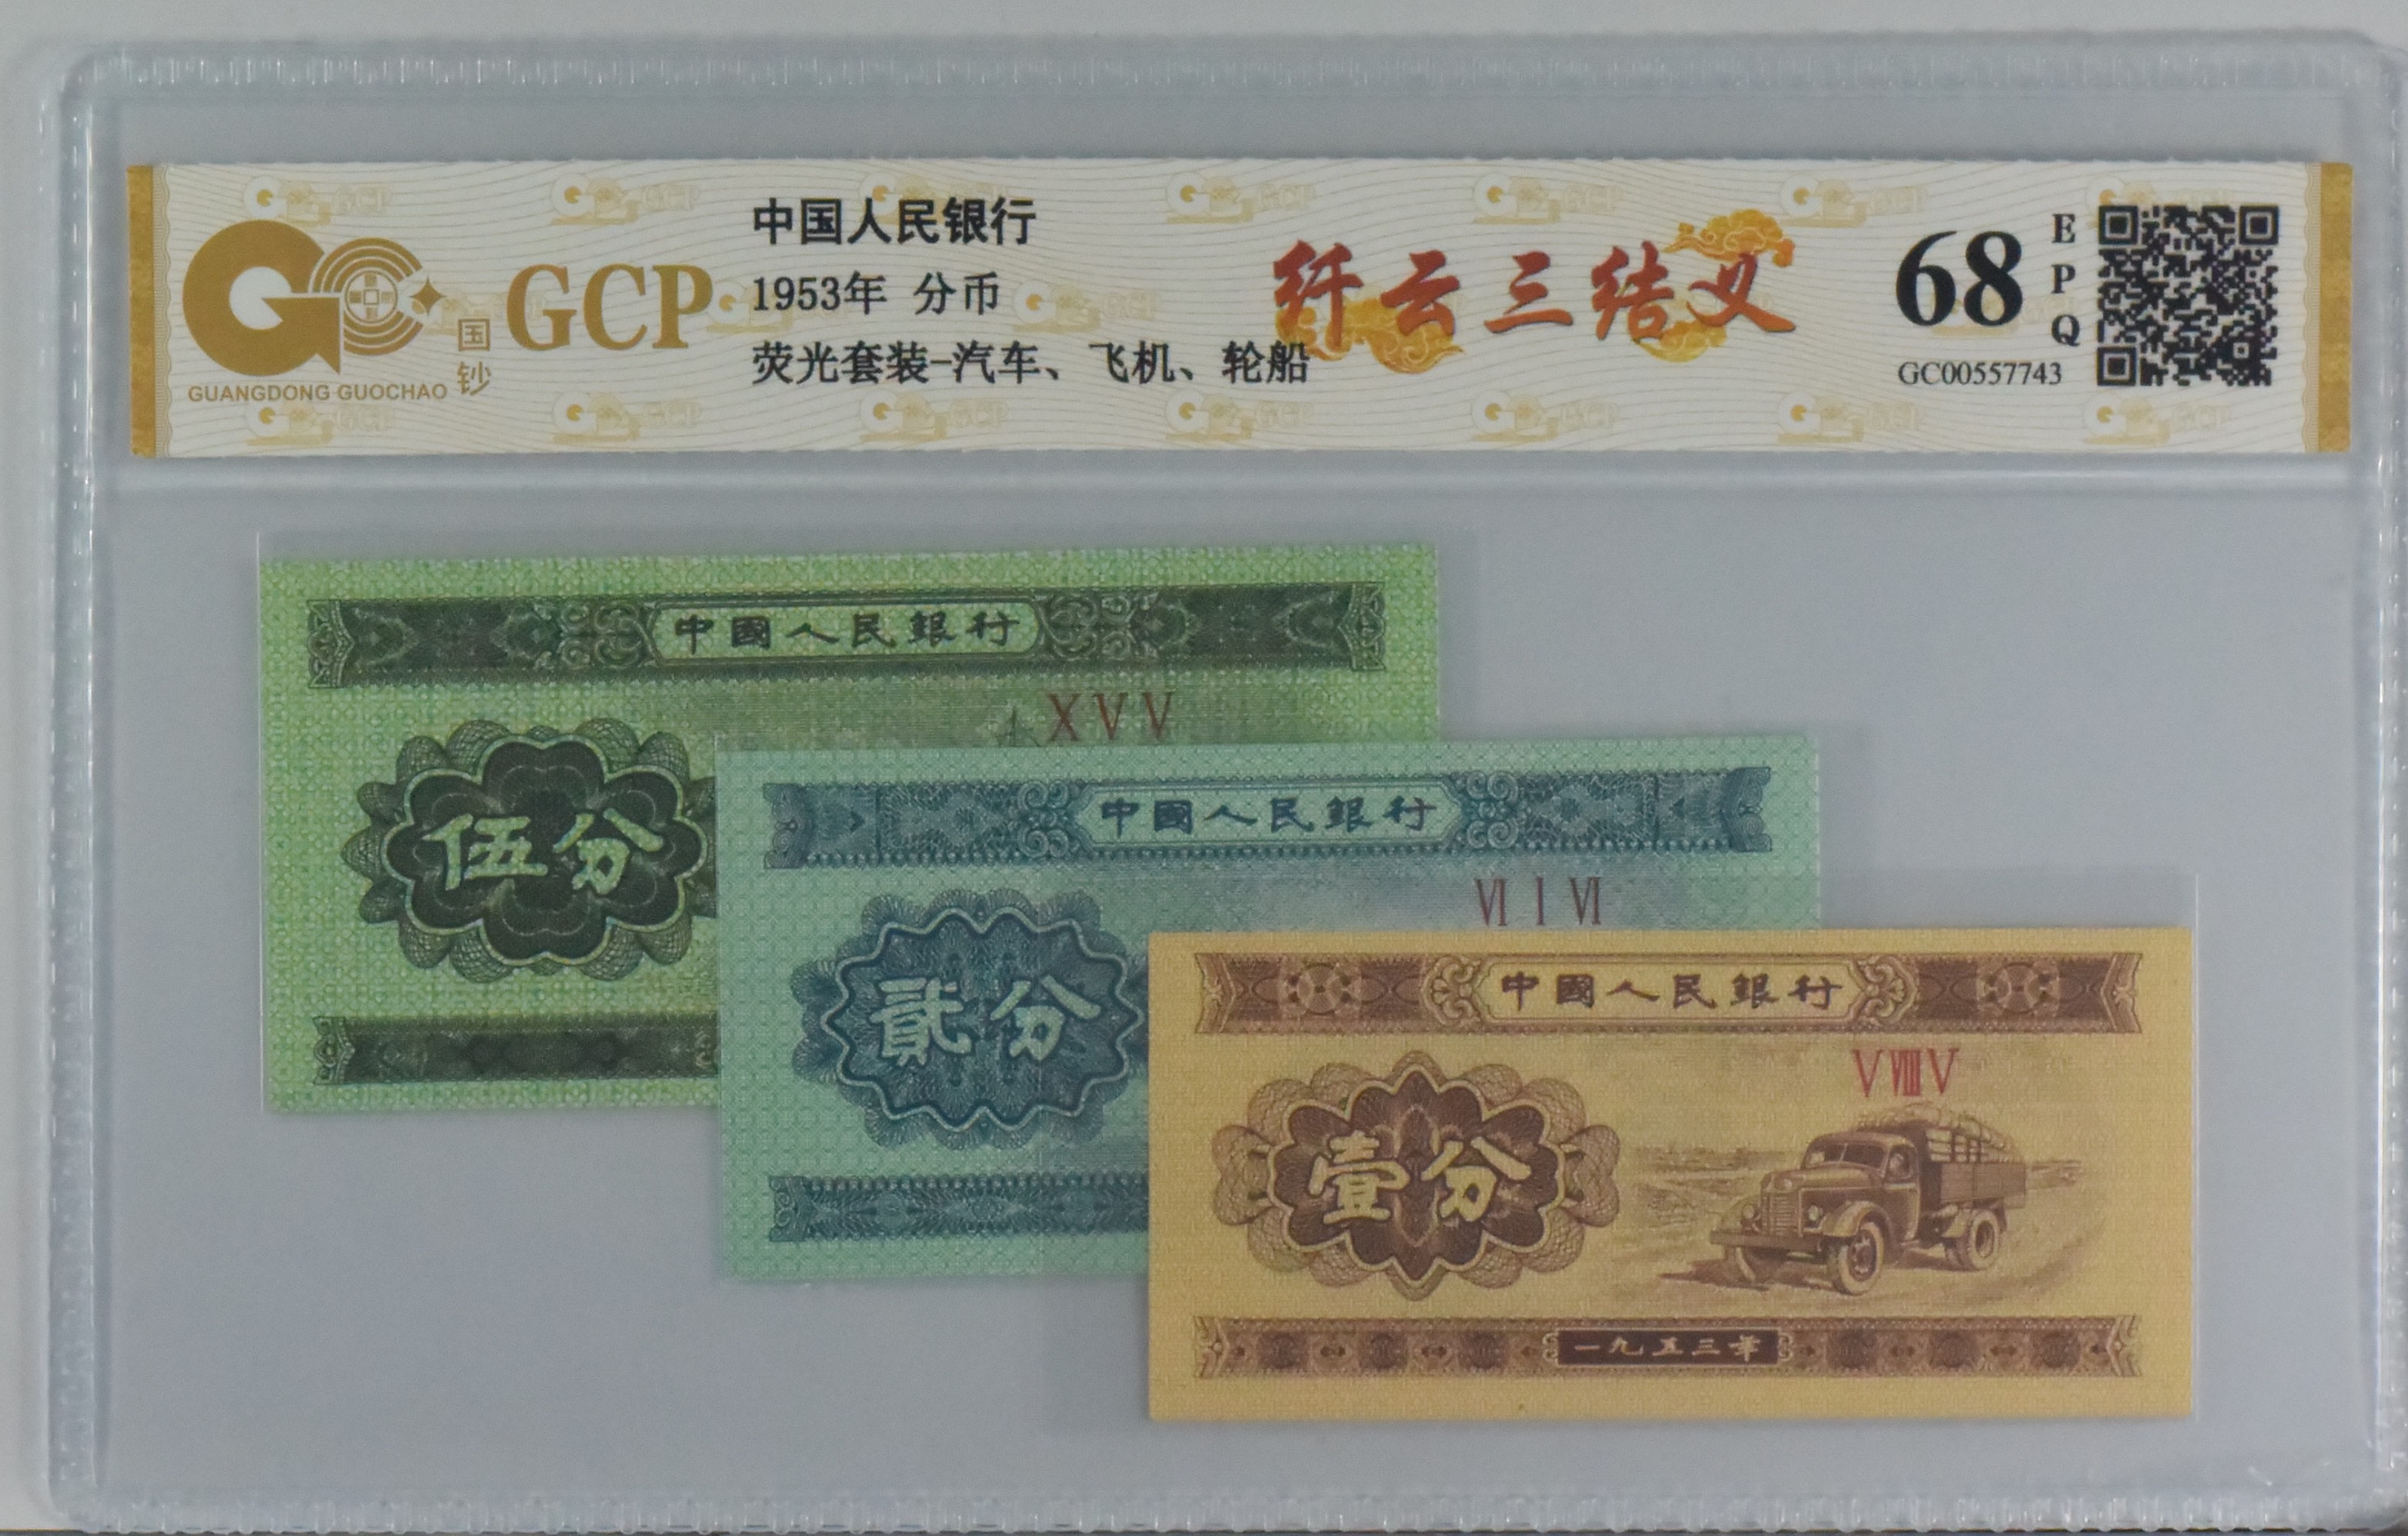 中国人民银行
1953年 分币
荧光套装-汽车、飞机、轮船
GCP
国钞
GUANGDONG GUOCHAO
纤云三结义
68
EPQ
GC00557743
中國人民銀行
XVV
伍分
中國人民銀行
VI I VI
貳分
中國人民銀行
V VIII V
壹分
一九五三年